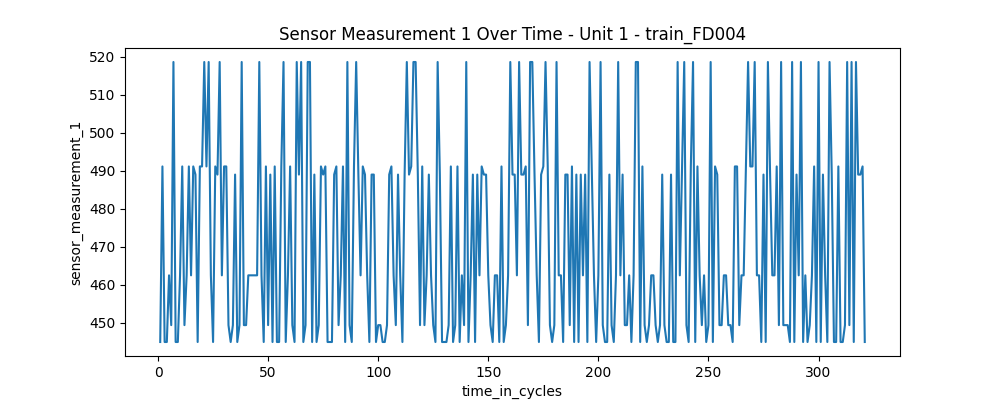 Sensor Measurement 1 Over Time - Unit 1 - train_FD004
520
510
500
490
480
470
460
450
sensor_measurement_1
0 50 100 150 200 250 300
time_in_cycles